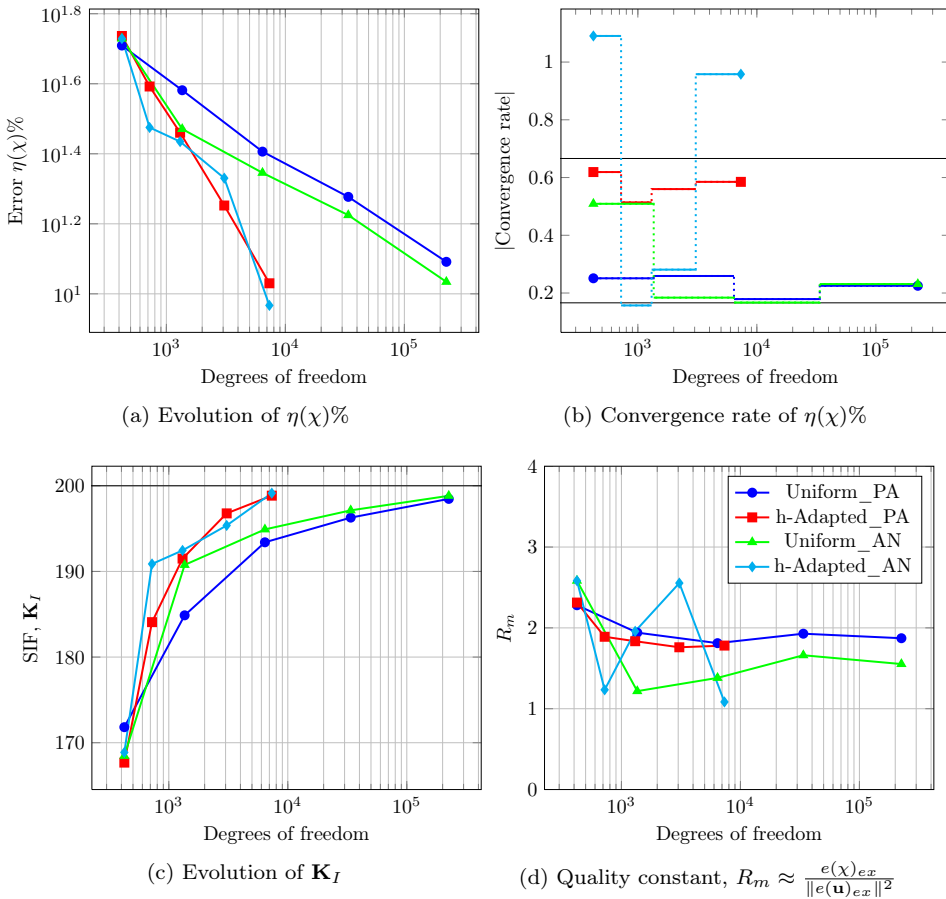 10^1.8
10^1.6
10^1.4
10^1.2
10^1
Error η(χ)%
10^3 10^4 10^5
Degrees of freedom
(a) Evolution of η(χ)%
1
0.8
0.6
0.4
0.2
|Convergence rate|
10^3 10^4 10^5
Degrees of freedom
(b) Convergence rate of η(χ)%
200
190
180
170
SIF, K_I
10^3 10^4 10^5
Degrees of freedom
(c) Evolution of K_I
4
3
2
1
0
R_m
Uniform_PA
h-Adapted_PA
Uniform_AN
h-Adapted_AN
10^3 10^4 10^5
Degrees of freedom
(d) Quality constant, R_m ≈ e(χ)_ex / ‖e(u)_ex‖^2